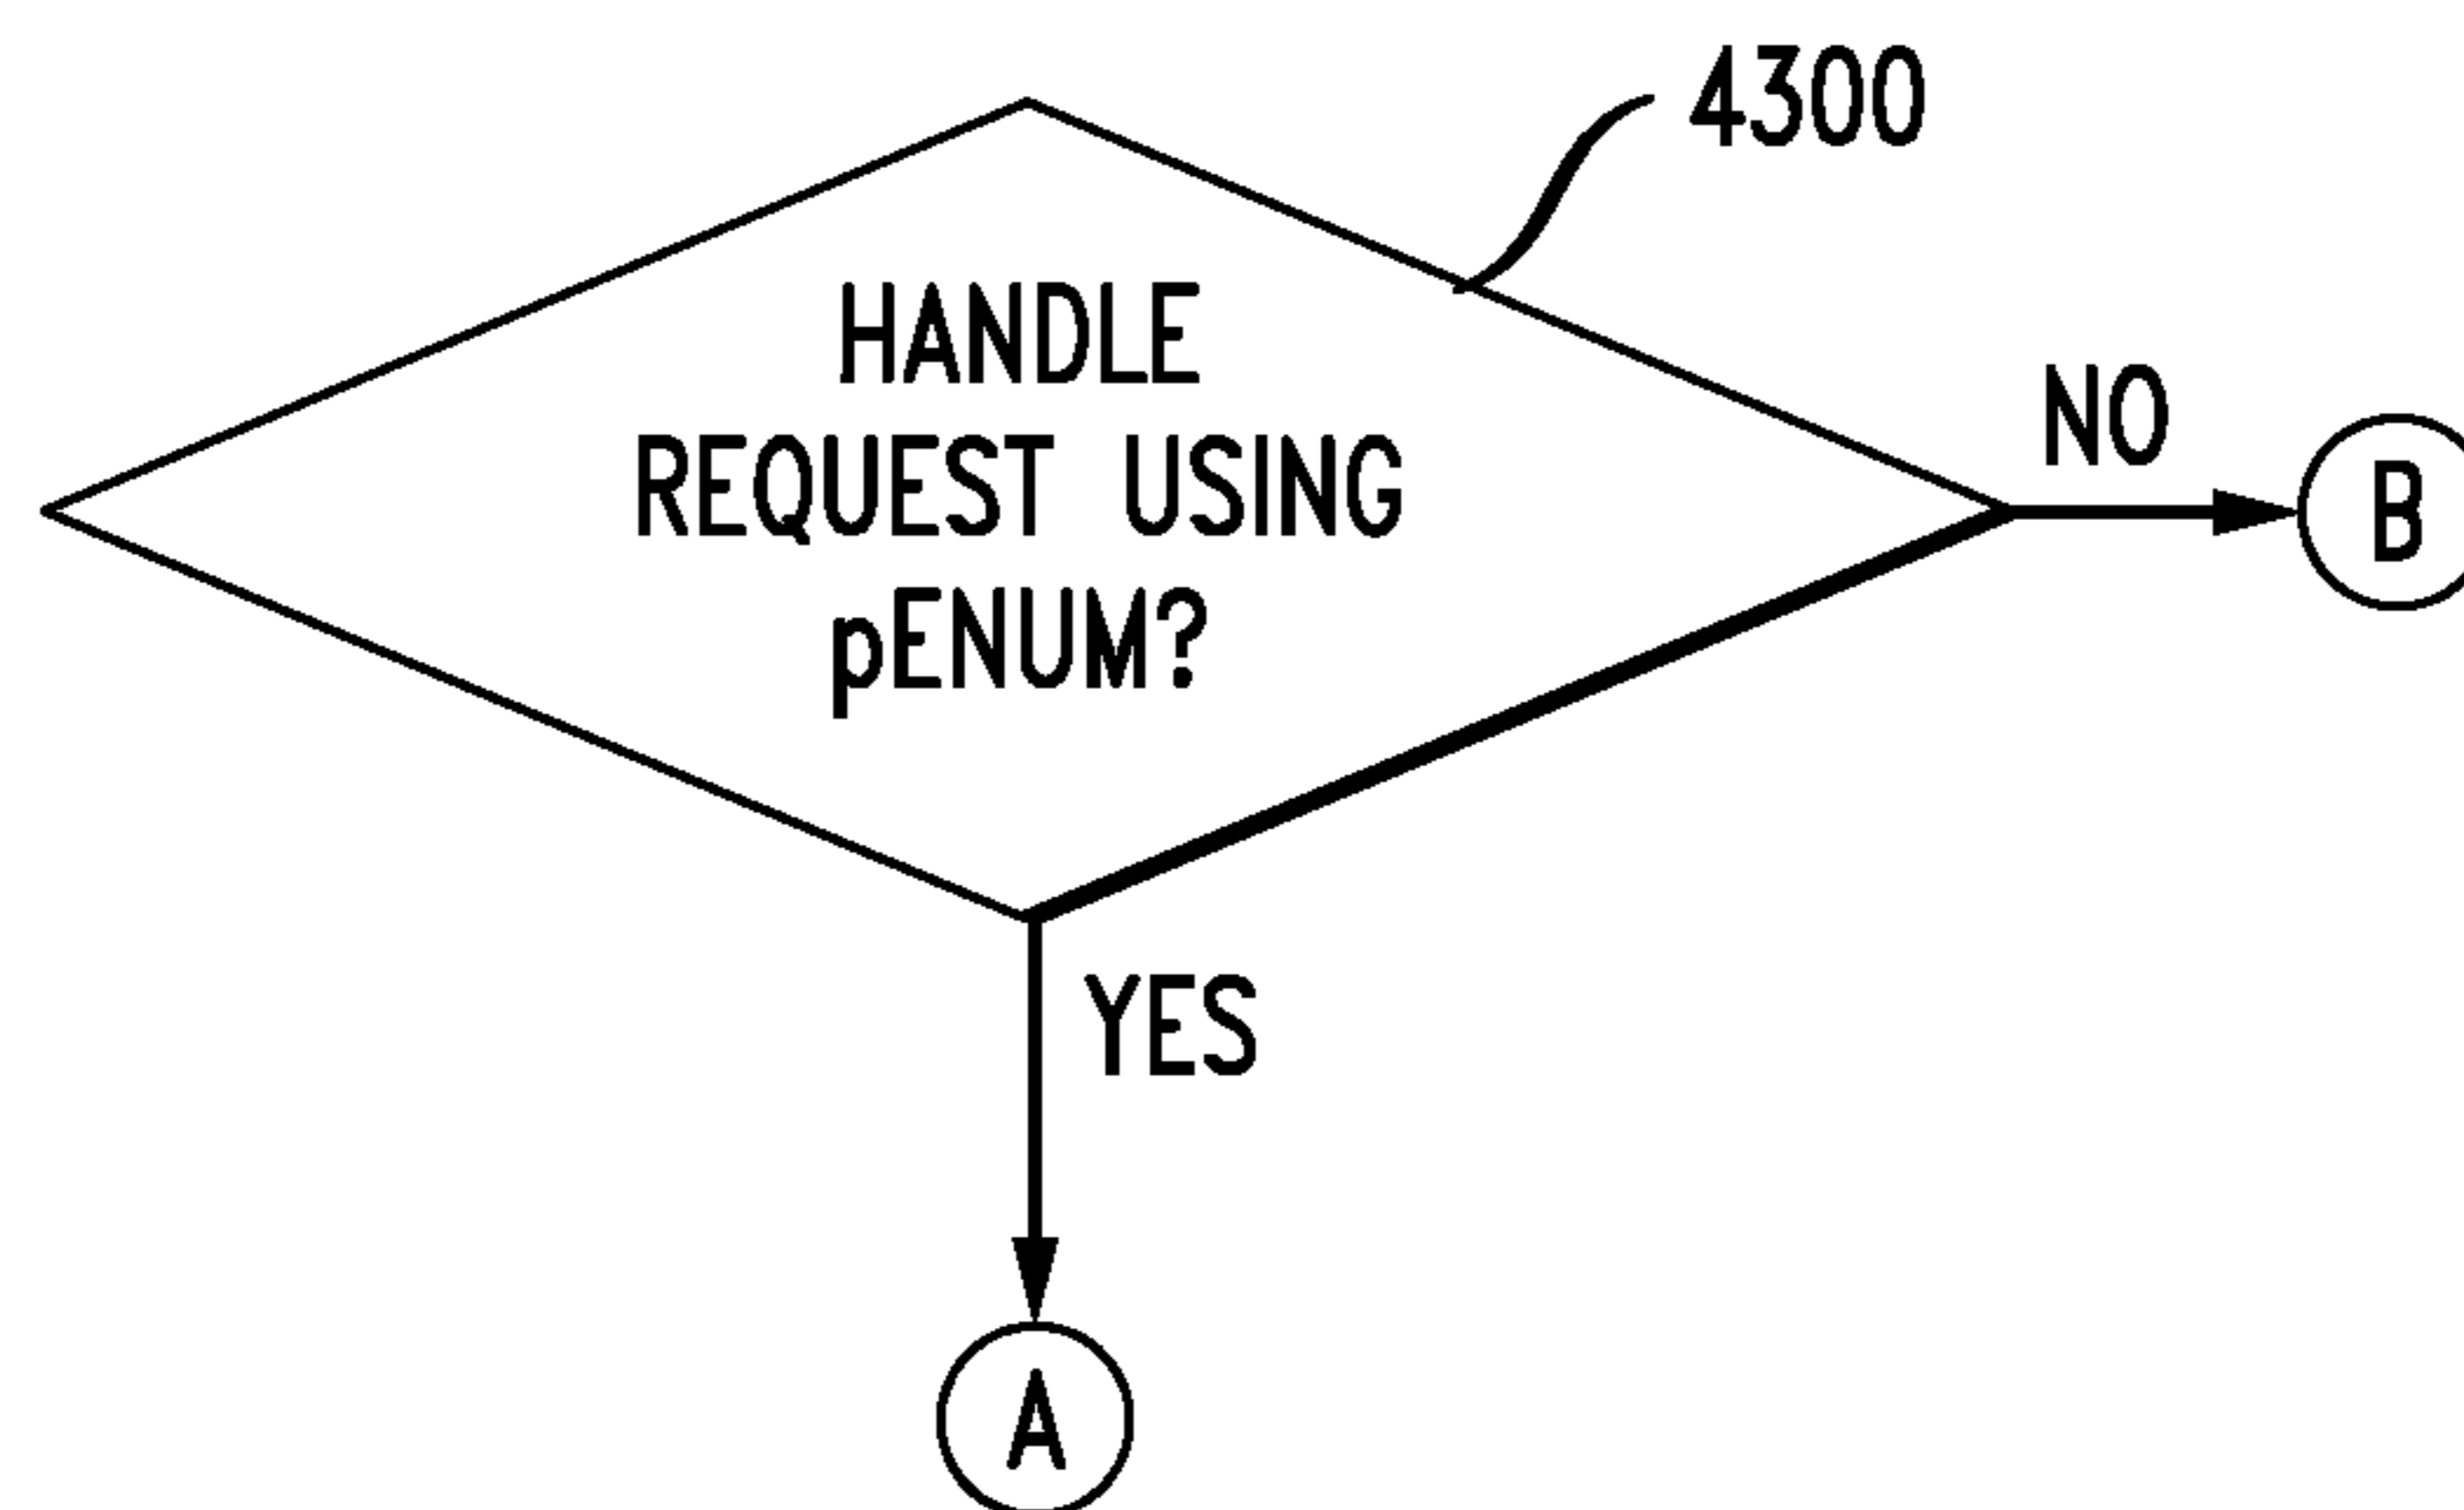 4300
HANDLE
REQUEST USING
pENUM?
NO
B
YES
A